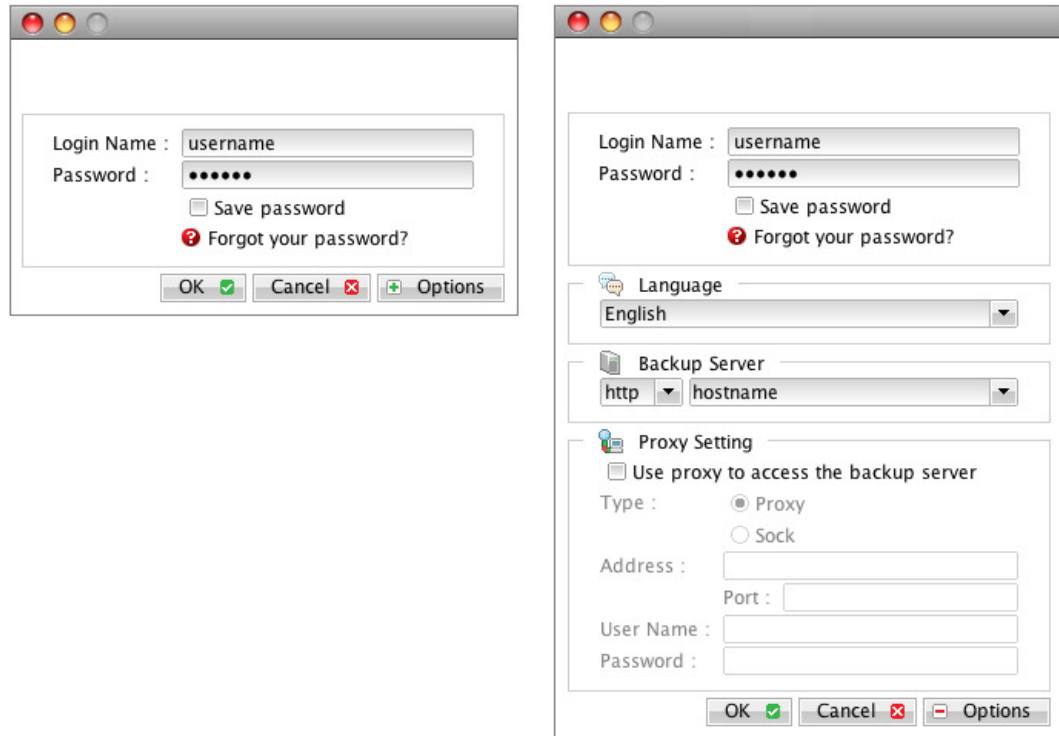 Login Name : username
Password : ••••••
Save password
Forgot your password?
OK Cancel Options
Login Name : username
Password : ••••••
Save password
Forgot your password?
Language
English
Backup Server
http hostname
Proxy Setting
Use proxy to access the backup server
Type : Proxy
Sock
Address :
Port :
User Name :
Password :
OK Cancel Options